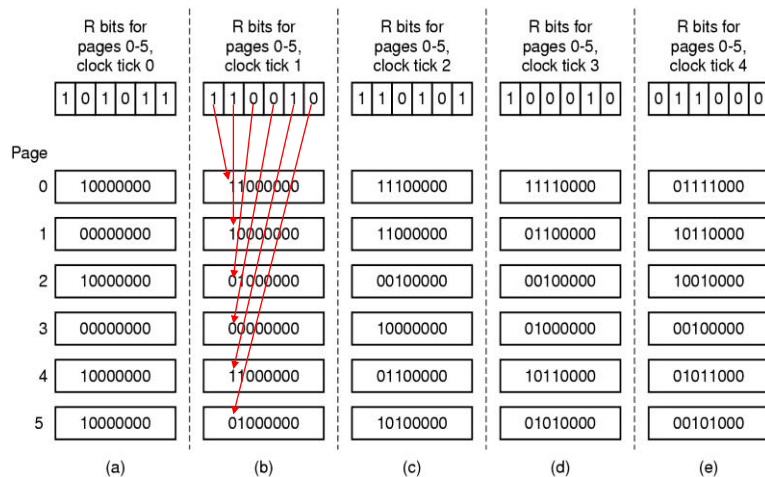 R bits for R bits for R bits for R bits for R bits for
pages 0-5, pages 0-5, pages 0-5, pages 0-5, pages 0-5,
clock tick 0 clock tick 1 clock tick 2 clock tick 3 clock tick 4
1 0 1 0 1 1 1 1 0 0 1 0 1 1 0 1 0 1 1 0 0 0 1 0 0 1 1 0 0 0
Page
0 10000000 11000000 11100000 11110000 01111000
1 00000000 10000000 11000000 01100000 10110000
2 10000000 01000000 00100000 00100000 10010000
3 00000000 00000000 10000000 01000000 00100000
4 10000000 11000000 01100000 10110000 01011000
5 10000000 01000000 10100000 01010000 00101000
(a) (b) (c) (d) (e)